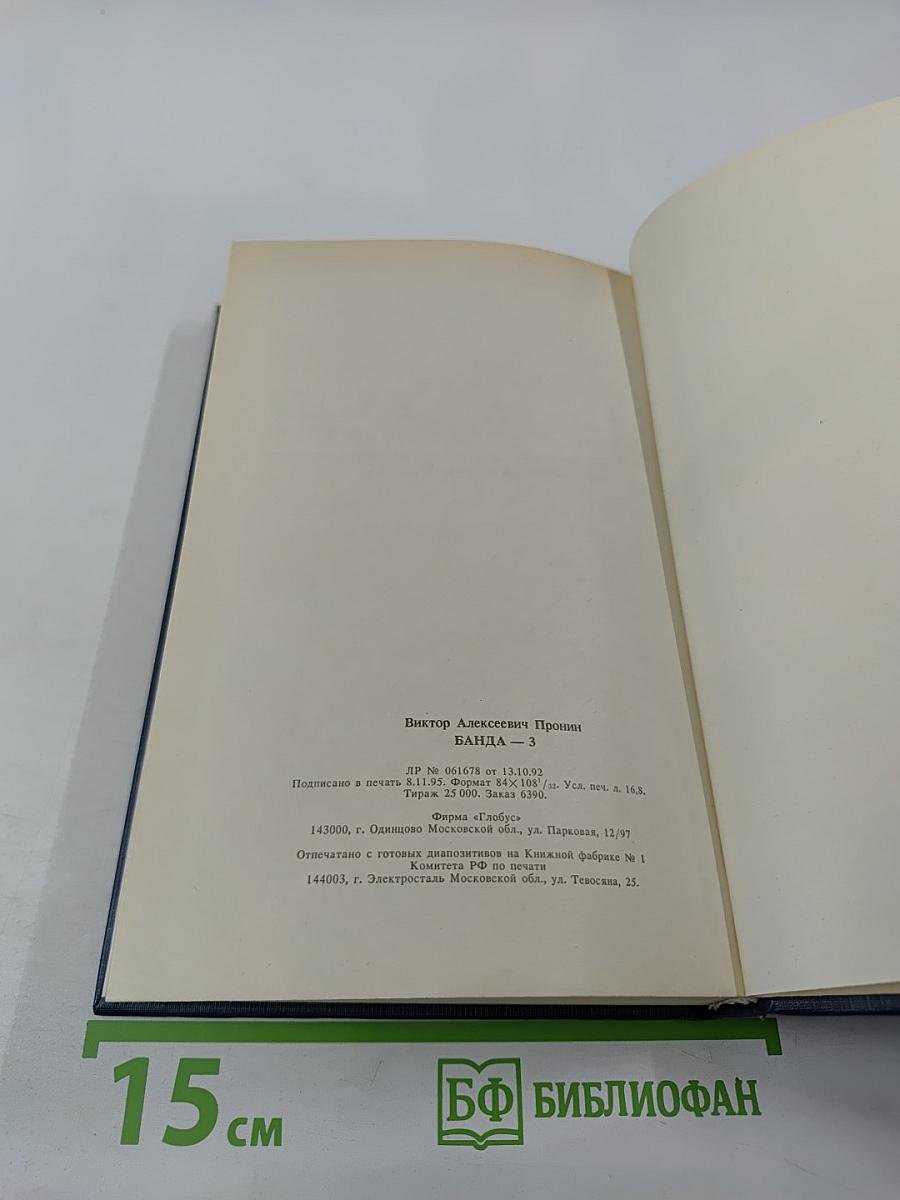 Виктор Алексеевич Пронин
БАНДА — 3
ЛР № 061678 от 13.10.92
Подписано в печать 8.11.95. Формат 84×108¹/₃₂. Усл. печ. л. 16,8.
Тираж 25 000. Заказ 6390.
Фирма «Глобус»
143000, г. Одинцово Московской обл., ул. Парковая, 12/97
Отпечатано с готовых диапозитивов на Книжной фабрике № 1
Комитета РФ по печати
144003, г. Электросталь Московской обл., ул. Тевосяна, 25.
15 см
БФ БИБЛИОФАН